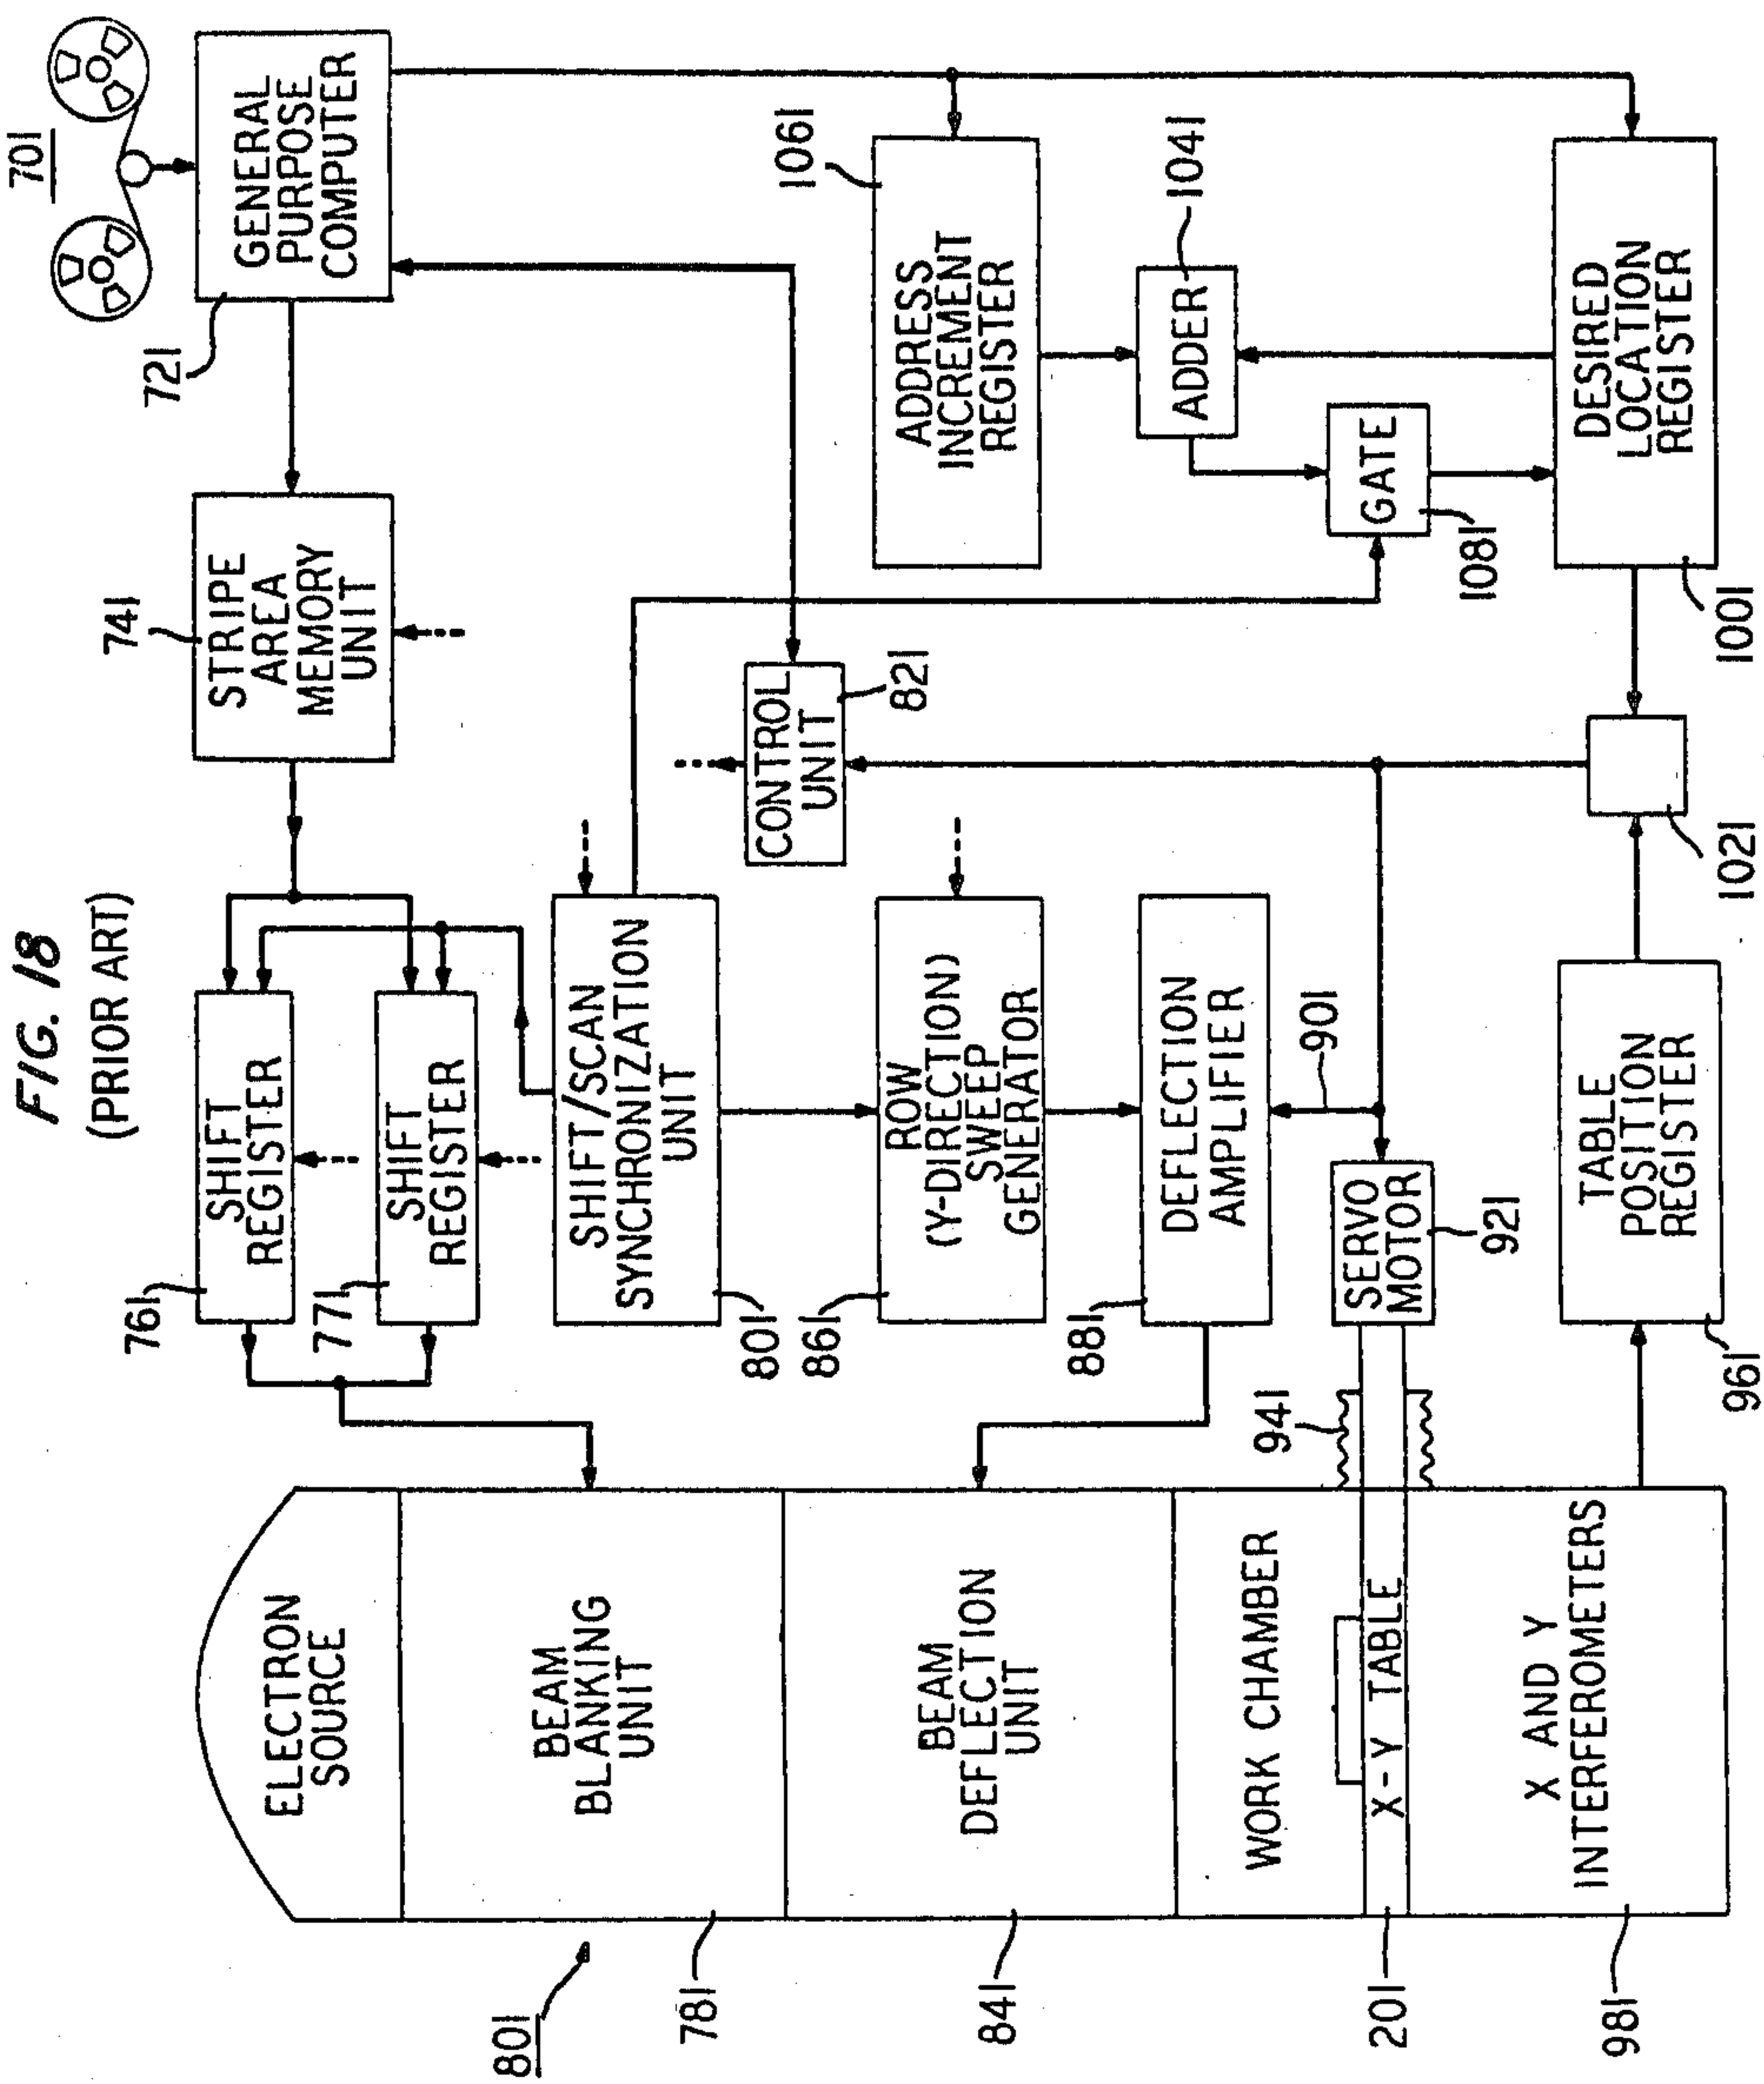 FIG. 18
(PRIOR ART)
701
GENERAL
PURPOSE
COMPUTER
721
STRIPE
AREA
MEMORY
UNIT
741
SHIFT
REGISTER
761
SHIFT
REGISTER
771
SHIFT/SCAN
SYNCHRONIZATION
UNIT
801
CONTROL
UNIT
821
ROW
(Y-DIRECTION)
SWEEP
GENERATOR
861
DEFLECTION
AMPLIFIER
881
901
SERVO
MOTOR
921
941
TABLE
POSITION
REGISTER
961
1021
ADDRESS
INCREMENT
REGISTER
1061
ADDER
1041
GATE
1081
DESIRED
LOCATION
REGISTER
1001
ELECTRON
SOURCE
BEAM
BLANKING
UNIT
BEAM
DEFLECTION
UNIT
WORK CHAMBER
X-Y TABLE
X AND Y
INTERFEROMETERS
801
781
841
201
981